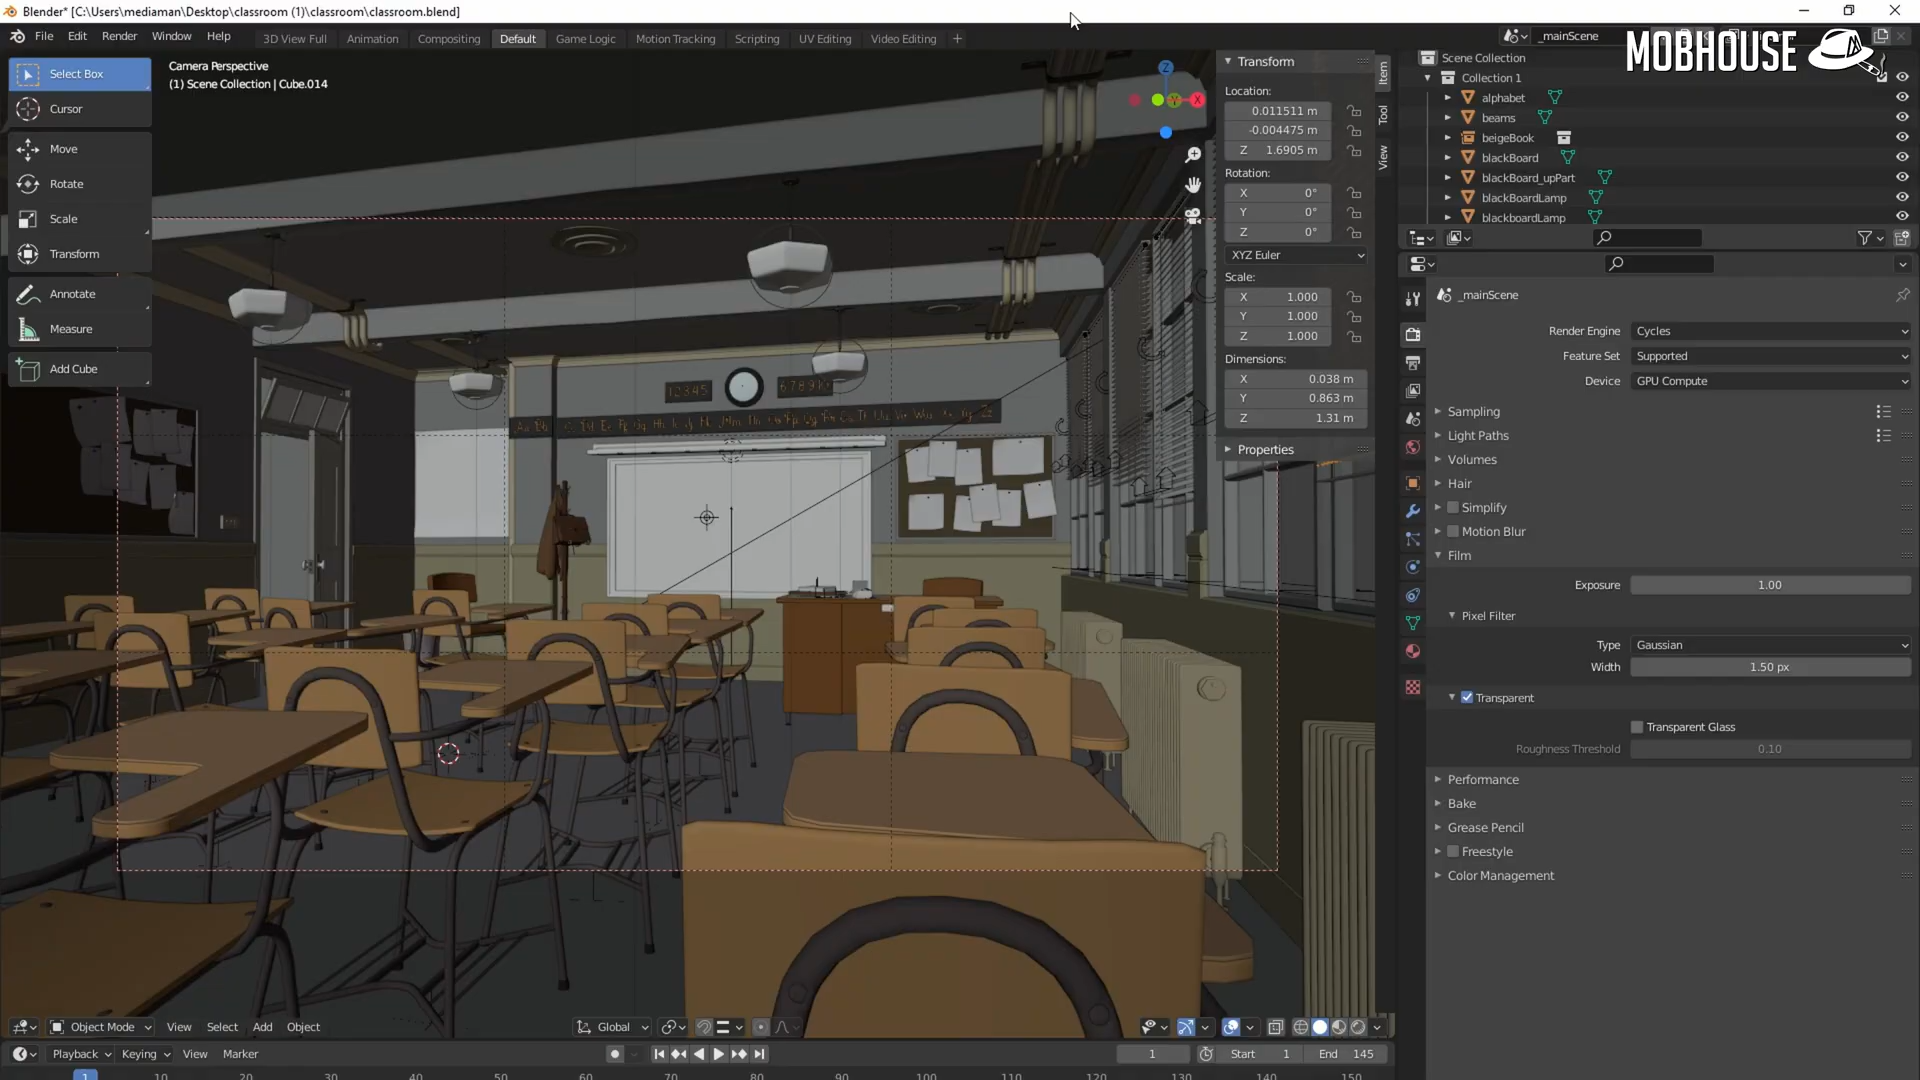 Blender* [C:\Users\mediaman\Desktop\classroom (1)\classroom\classroom.blend]
File Edit Render Window Help
3D View Full Animation Compositing Default Game Logic Motion Tracking Scripting UV Editing Video Editing +
_mainScene
MOBHOUSE
Select Box
Cursor
Move
Rotate
Scale
Transform
Annotate
Measure
Add Cube
Camera Perspective
(1) Scene Collection | Cube.014
Z
X
12345
Transform
Location:
0.011511 m
-0.004475 m
Z 1.6905 m
Rotation:
X 0°
Y 0°
Z 0°
XYZ Euler
Scale:
X 1.000
Y 1.000
Z 1.000
Dimensions:
X 0.038 m
Y 0.863 m
Z 1.31 m
Properties
Item
Tool
View
Scene Collection
Collection 1
alphabet
beams
beigeBook
blackBoard
blackBoard_upPart
blackBoardLamp
blackboardLamp
_mainScene
Render Engine Cycles
Feature Set Supported
Device GPU Compute
Sampling
Light Paths
Volumes
Hair
Simplify
Motion Blur
Film
Exposure 1.00
Pixel Filter
Type Gaussian
Width 1.50 px
Transparent
Transparent Glass
Roughness Threshold 0.10
Performance
Bake
Grease Pencil
Freestyle
Color Management
Object Mode View Select Add Object
Global
Playback Keying View Marker
1 Start 1 End 145
1 10 20 30 40 50 60 70 80 90 100 110 120 130 140 150